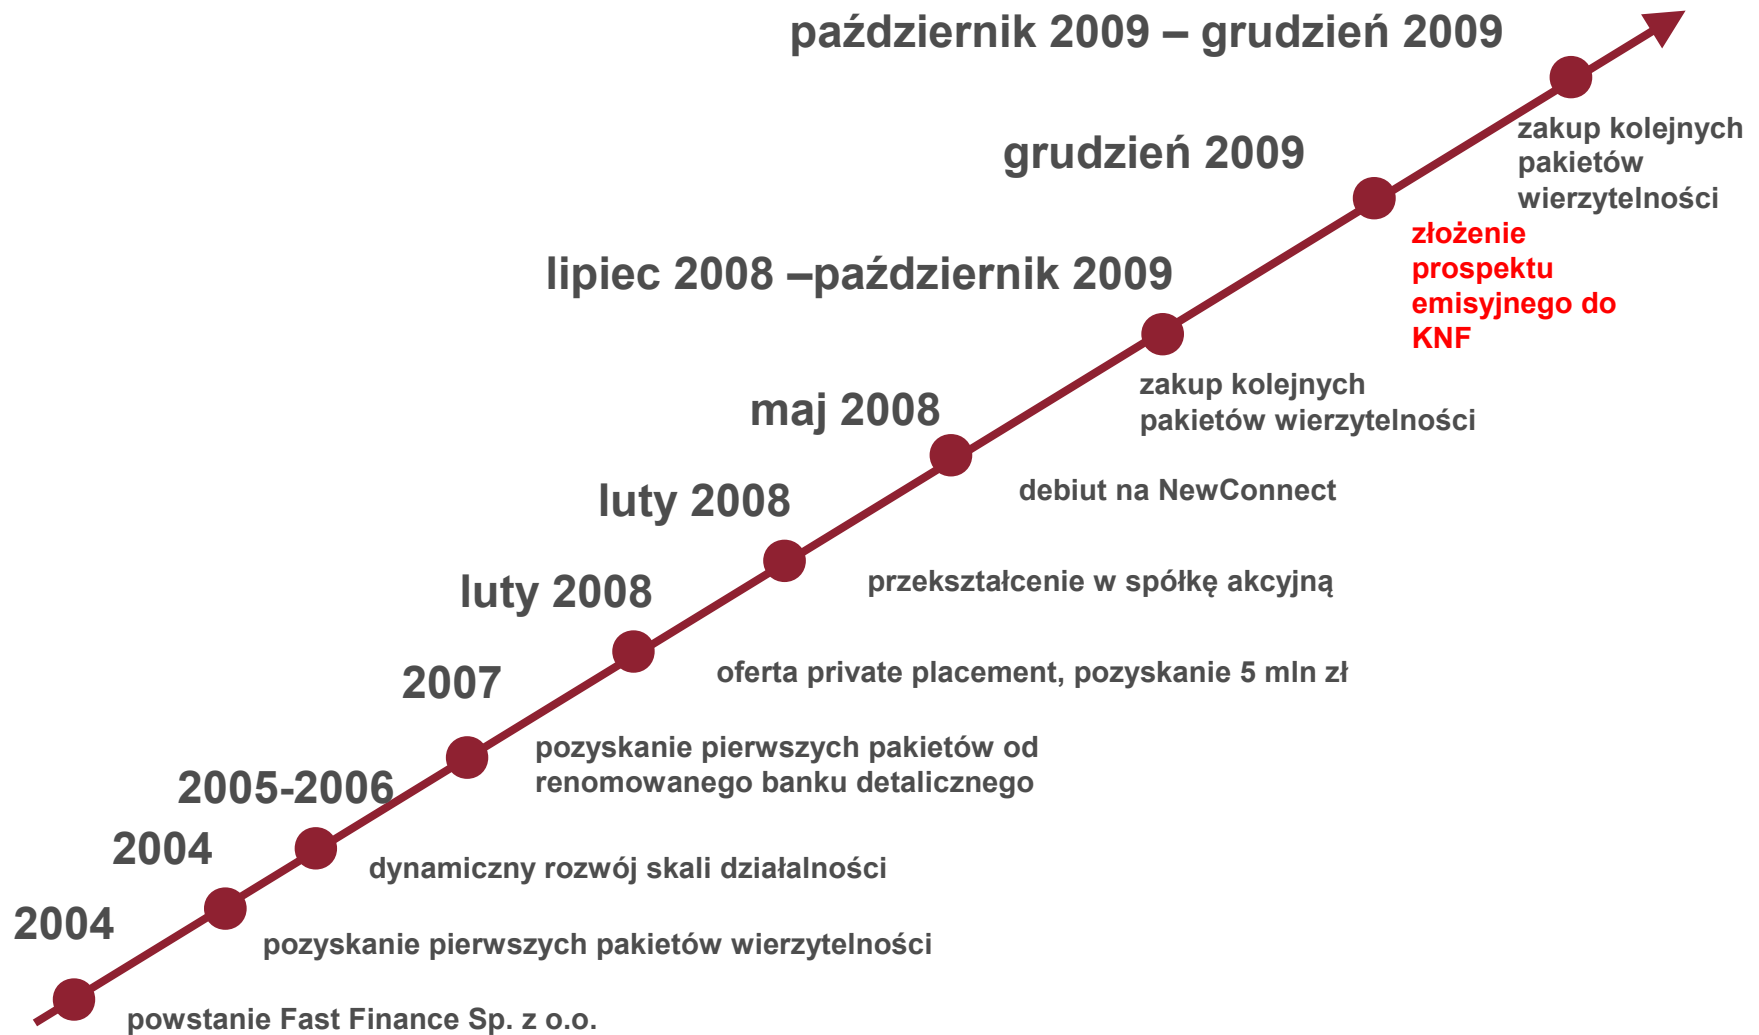 październik 2009 – grudzień 2009
zakup kolejnych
pakietów
wierzytelności
grudzień 2009
złożenie
prospektu
emisyjnego do
KNF
lipiec 2008 –październik 2009
zakup kolejnych
pakietów wierzytelności
maj 2008
debiut na NewConnect
luty 2008
przekształcenie w spółkę akcyjną
luty 2008
oferta private placement, pozyskanie 5 mln zł
2007
pozyskanie pierwszych pakietów od
renomowanego banku detalicznego
2005-2006
dynamiczny rozwój skali działalności
2004
pozyskanie pierwszych pakietów wierzytelności
2004
powstanie Fast Finance Sp. z o.o.